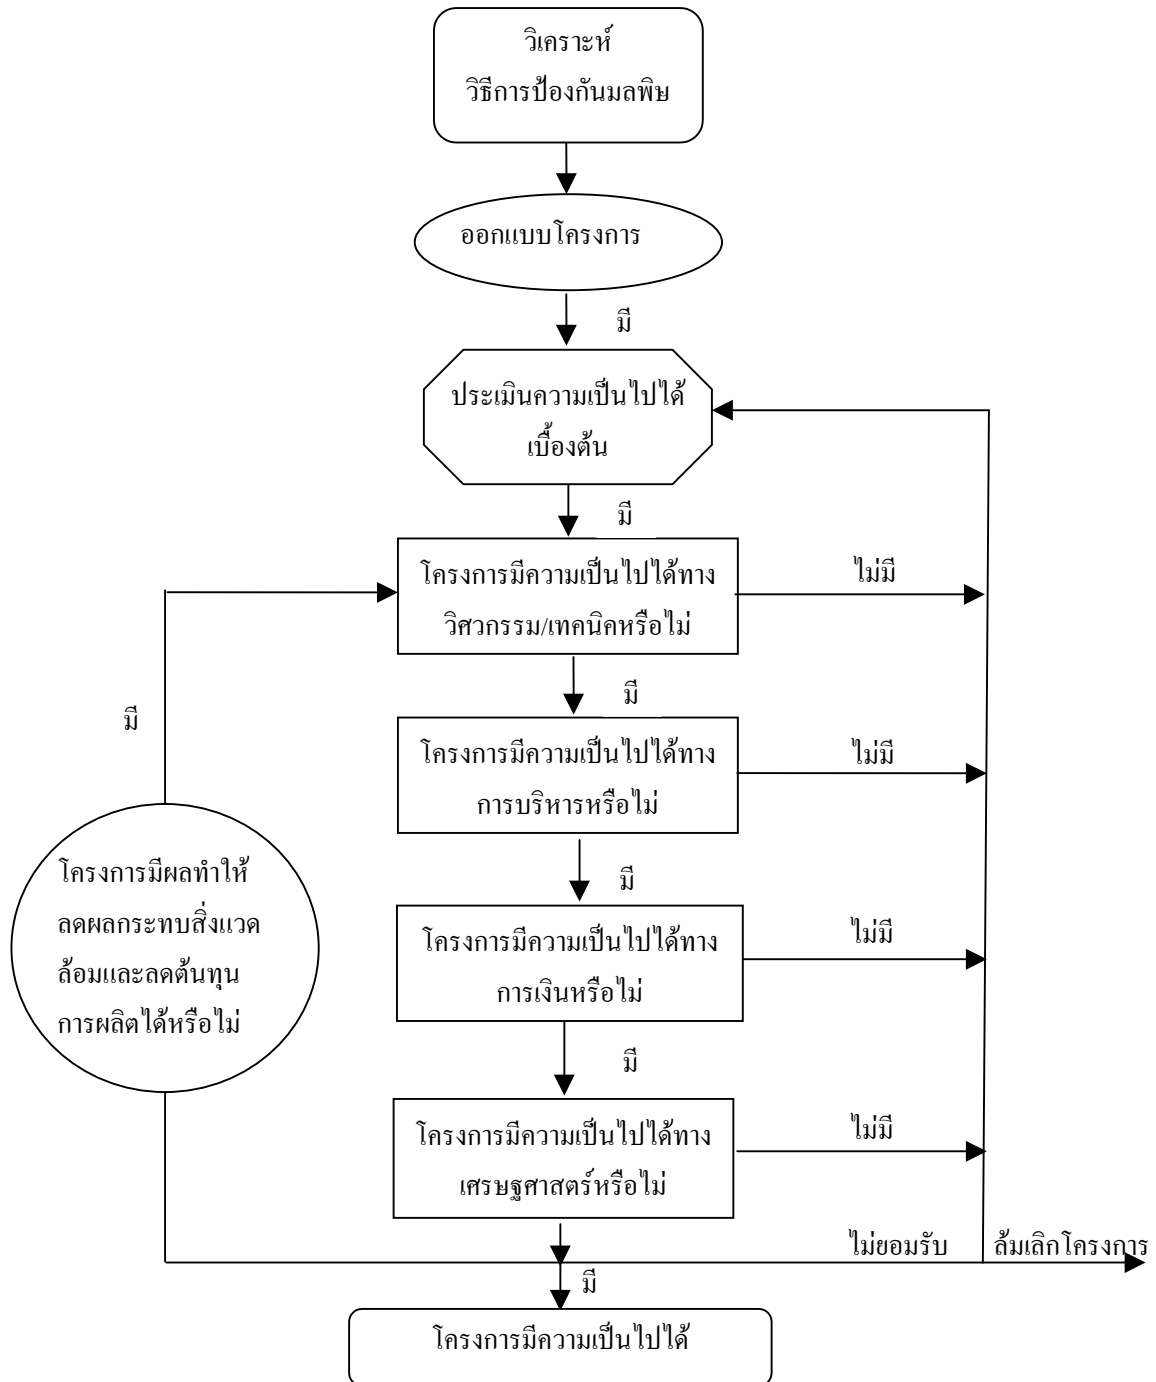 วิเคราะห์
วิธีการป้องกันมลพิษ
ออกแบบโครงการ
มี
ประเมินความเป็นไปได้
เบื้องต้น
มี
โครงการมีความเป็นไปได้ทาง
วิศวกรรม/เทคนิคหรือไม่
ไม่มี
มี
มี
โครงการมีความเป็นไปได้ทาง
การบริหารหรือไม่
ไม่มี
มี
โครงการมีผลทำให้
ลดผลกระทบสิ่งแวด
ล้อมและลดต้นทุน
การผลิตได้หรือไม่
โครงการมีความเป็นไปได้ทาง
การเงินหรือไม่
ไม่มี
มี
โครงการมีความเป็นไปได้ทาง
เศรษฐศาสตร์หรือไม่
ไม่มี
ไม่ยอมรับ
ล้มเลิกโครงการ
มี
โครงการมีความเป็นไปได้